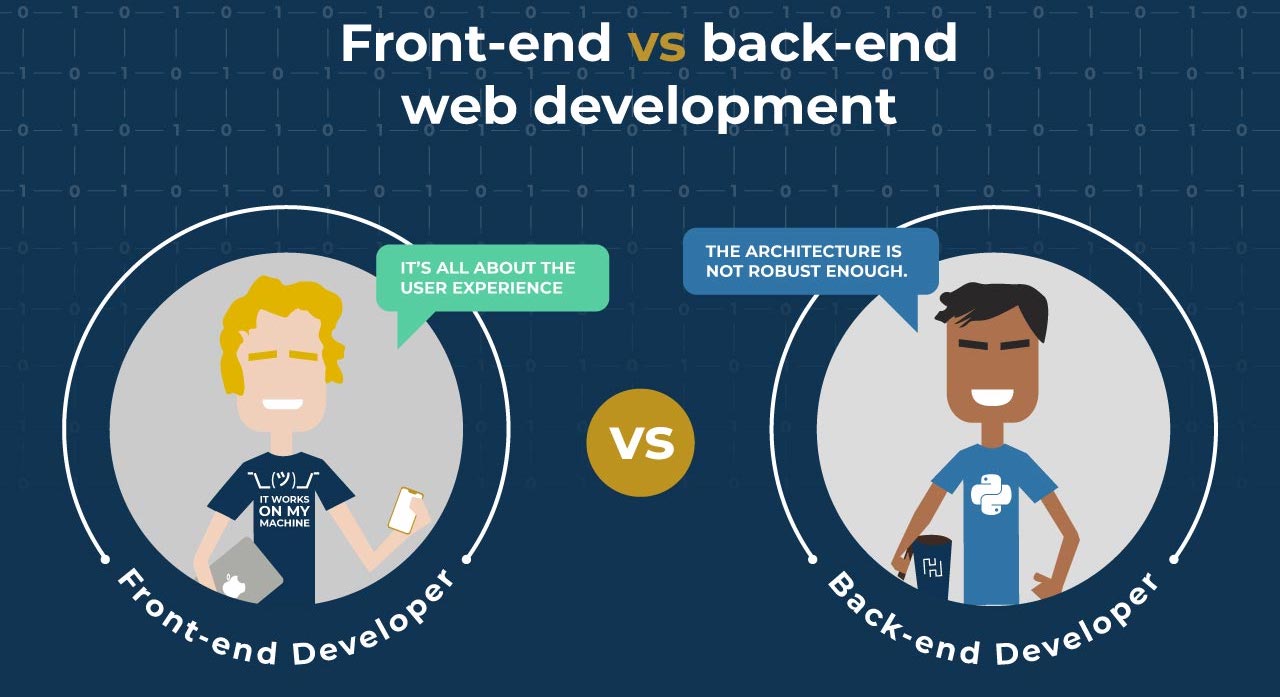 Front-end vs back-end
web development
IT'S ALL ABOUT THE
USER EXPERIENCE
THE ARCHITECTURE IS
NOT ROBUST ENOUGH.
vs
¯\_(ツ)_/¯
IT WORKS
ON MY
MACHINE
H
Front-end Developer
Back-end Developer